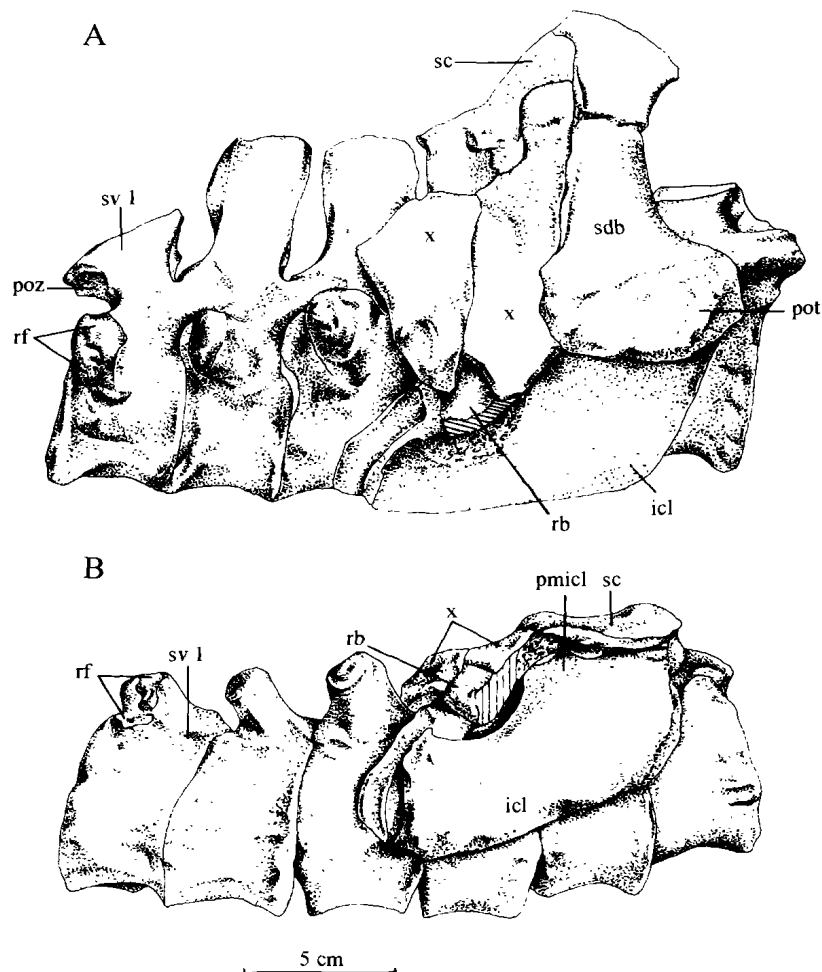 A
sc
sv 1
x
sdb
poz
x
pot
rf
rb
icl
B
pmicl sc
x
rb
rf
sv 1
icl
5 cm